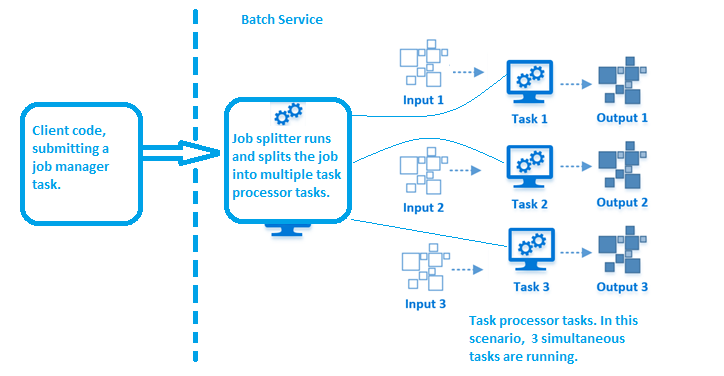 Batch Service
Client code,
submitting a
job manager
task.
Job splitter runs
and splits the job
into multiple task
processor tasks.
Input 1
Task 1
Output 1
Input 2
Task 2
Output 2
Input 3
Task 3
Output 3
Task processor tasks. In this
scenario,  3 simultaneous
tasks are running.